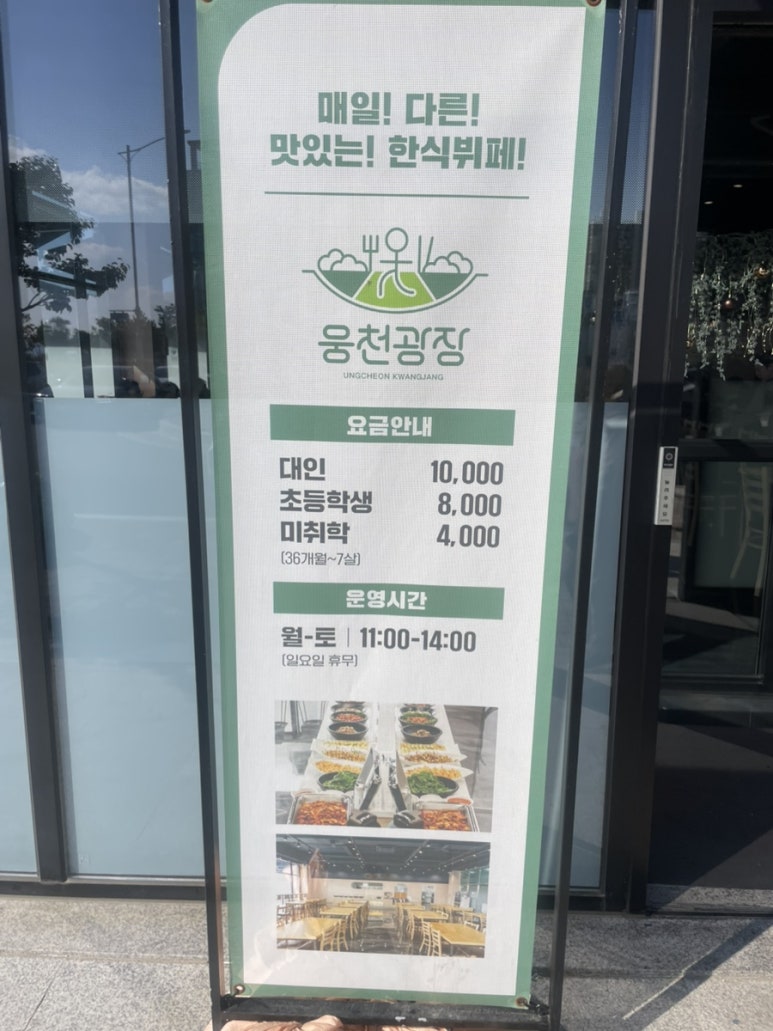 매일! 다른!
맛있는! 한식뷔페!
웅천광장
UNGCHEON KWANGJANG
요금안내
대인 10,000
초등학생 8,000
미취학 4,000
(36개월~7살)
운영시간
월-토 | 11:00-14:00
(일요일 휴무)